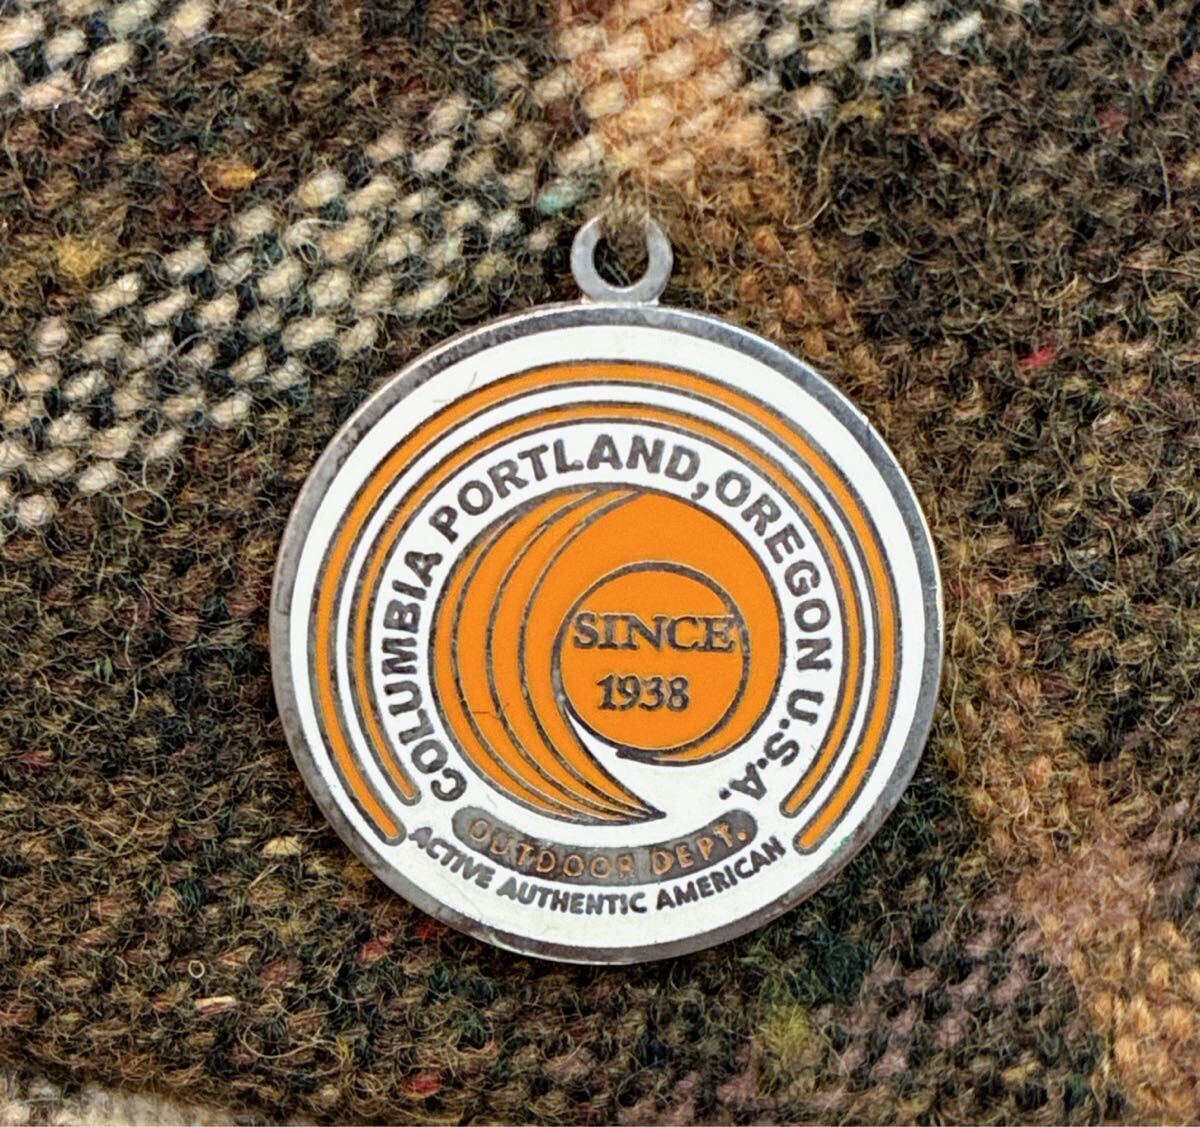 COLUMBIA PORTLAND, OREGON U.S.A.
SINCE
1938
OUTDOOR DEPT.
ACTIVE AUTHENTIC AMERICAN